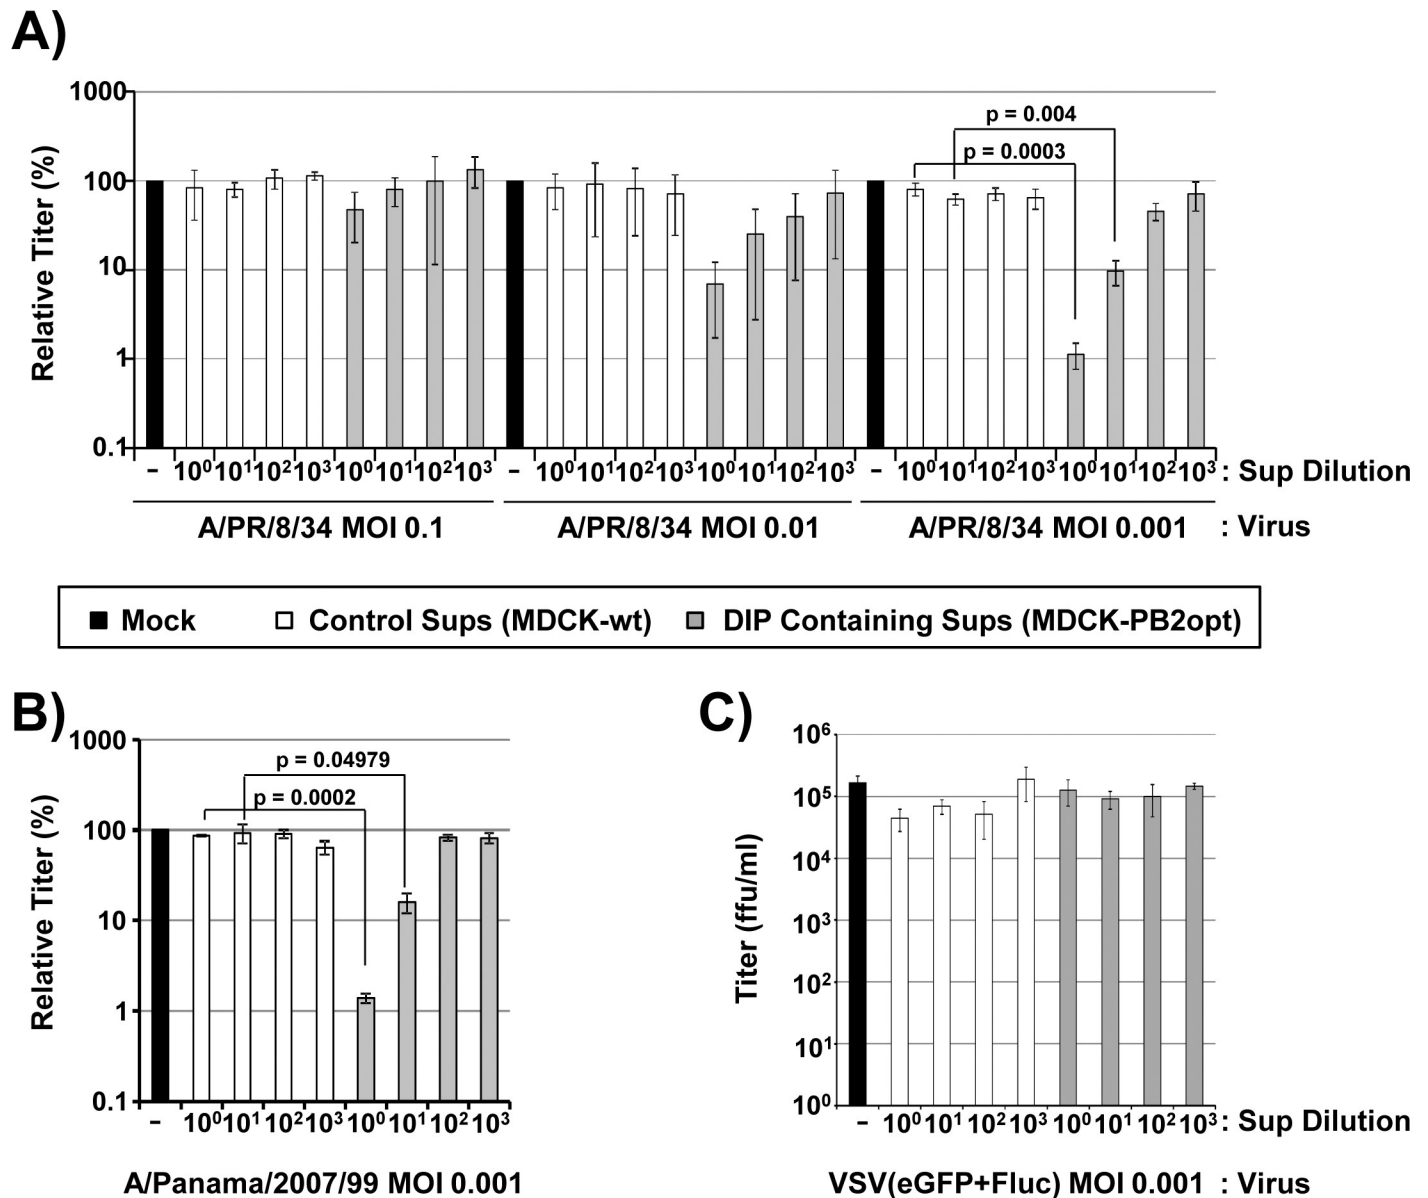 A)
1000
100
10
1
0.1
Relative Titer (%)
p = 0.004
p = 0.0003
– 10⁰ 10¹ 10² 10³ 10⁰ 10¹ 10² 10³ – 10⁰ 10¹ 10² 10³ 10⁰ 10¹ 10² 10³ – 10⁰ 10¹ 10² 10³ 10⁰ 10¹ 10² 10³ : Sup Dilution
A/PR/8/34 MOI 0.1 A/PR/8/34 MOI 0.01 A/PR/8/34 MOI 0.001 : Virus
Mock Control Sups (MDCK-wt) DIP Containing Sups (MDCK-PB2opt)
B)
1000
100
10
1
0.1
Relative Titer (%)
p = 0.04979
p = 0.0002
– 10⁰ 10¹ 10² 10³ 10⁰ 10¹ 10² 10³
A/Panama/2007/99 MOI 0.001
C)
10⁶
10⁵
10⁴
10³
10²
10¹
10⁰
Titer (ffu/ml)
– 10⁰ 10¹ 10² 10³ 10⁰ 10¹ 10² 10³ : Sup Dilution
VSV(eGFP+Fluc) MOI 0.001 : Virus